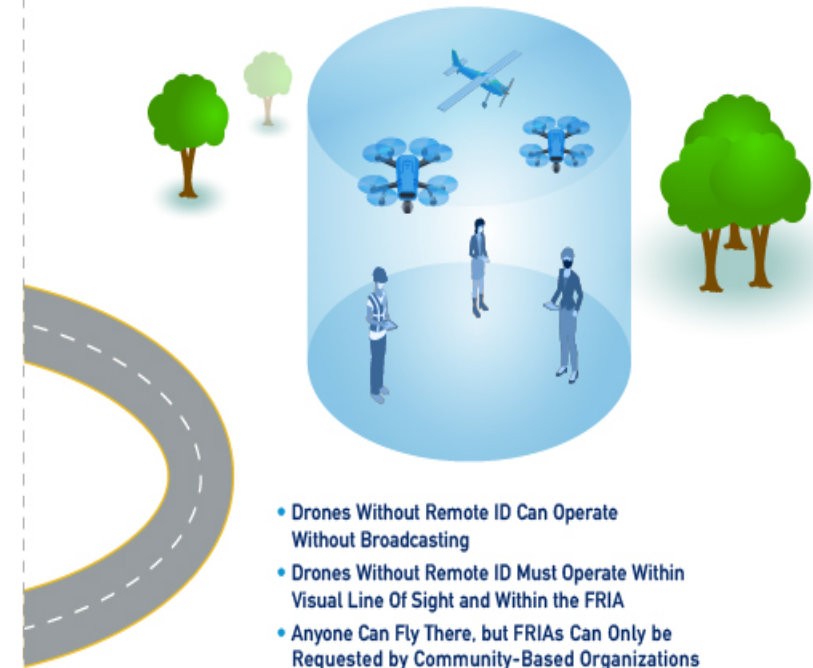 • Drones Without Remote ID Can Operate
Without Broadcasting
• Drones Without Remote ID Must Operate Within
Visual Line Of Sight and Within the FRIA
• Anyone Can Fly There, but FRIAs Can Only be
Requested by Community-Based Organizations